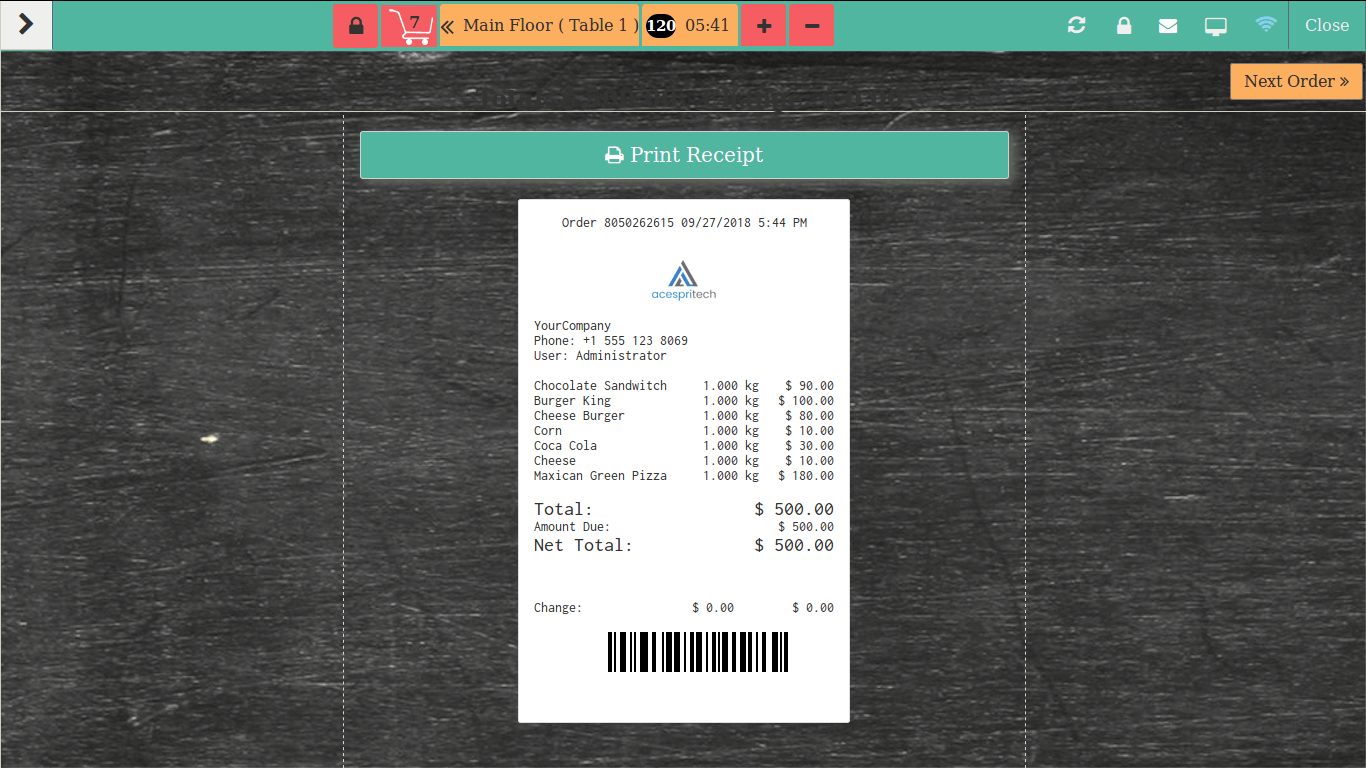 7
Main Floor ( Table 1 )
120 05:41
Close
Next Order
Print Receipt
Order 8050262615 09/27/2018 5:44 PM
acespritech
YourCompany
Phone: +1 555 123 8069
User: Administrator
Chocolate Sandwitch 1.000 kg $ 90.00
Burger King 1.000 kg $ 100.00
Cheese Burger 1.000 kg $ 80.00
Corn 1.000 kg $ 10.00
Coca Cola 1.000 kg $ 30.00
Cheese 1.000 kg $ 10.00
Maxican Green Pizza 1.000 kg $ 180.00
Total: $ 500.00
Amount Due: $ 500.00
Net Total: $ 500.00
Change: $ 0.00 $ 0.00